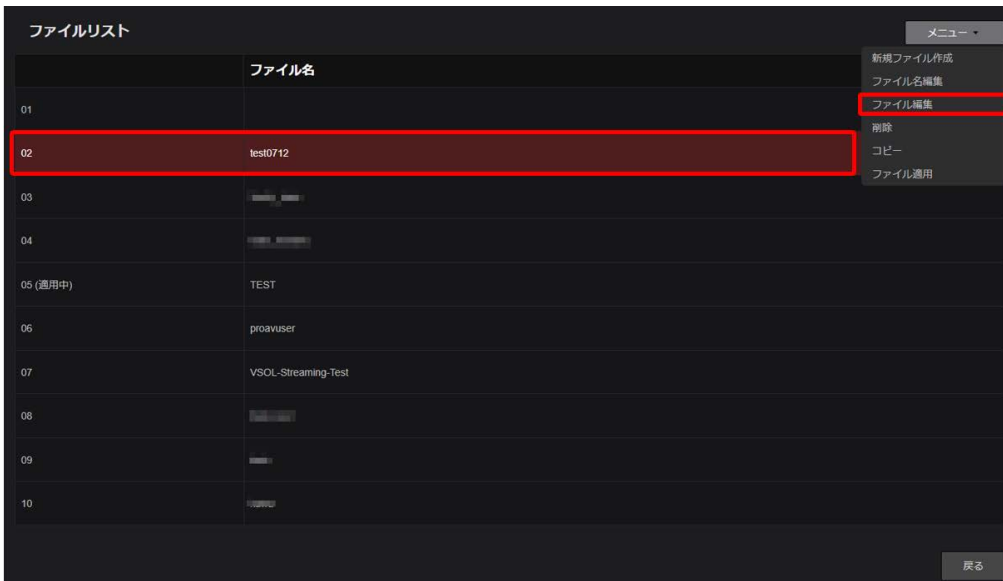 ファイルリスト
メニュー
新規ファイル作成
ファイル名編集
ファイル編集
削除
コピー
ファイル適用
ファイル名
01
02 test0712
03
04
05 (適用中) TEST
06 proavuser
07 VSOL-Streaming-Test
08
09
10
戻る